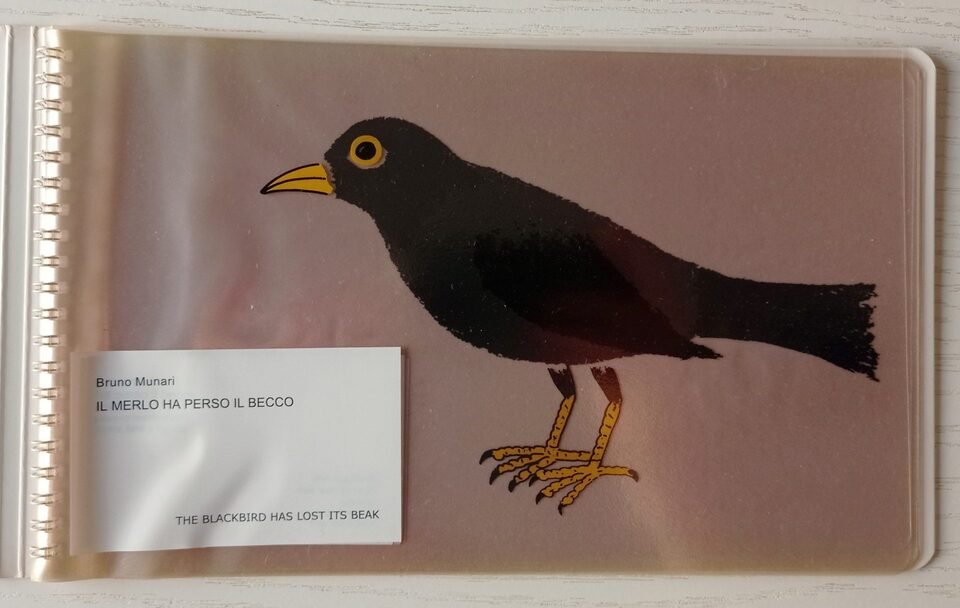 Bruno Munari
IL MERLO HA PERSO IL BECCO
THE BLACKBIRD HAS LOST ITS BEAK